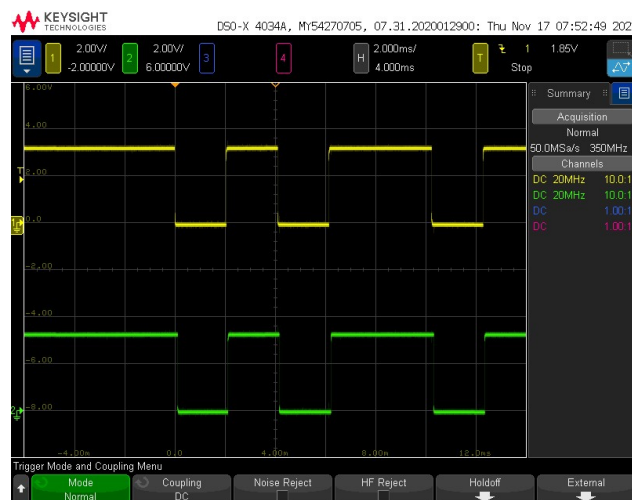 KEYSIGHT
TECHNOLOGIES
DSO-X 4034A, MY54270705, 07.31.2020012900: Thu Nov 17 07:52:49 202
1 2.00V/ -2.00000V 2 2.00V/ 6.00000V 3 4 H 2.000ms/ 4.000ms T 1 1.85V
Stop
6.00V
4.00
T 2.00
0.0
-2.00
-4.00
-6.00
-8.00
-4.00m 0.0 4.00m 8.00m 12.0ms
Summary
Acquisition
Normal
50.0MSa/s 350MHz
Channels
DC 20MHz 10.0:1
DC 20MHz 10.0:1
DC 1.00:1
DC 1.00:1
Trigger Mode and Coupling Menu
Mode Coupling Noise Reject HF Reject Holdoff External
Normal DC